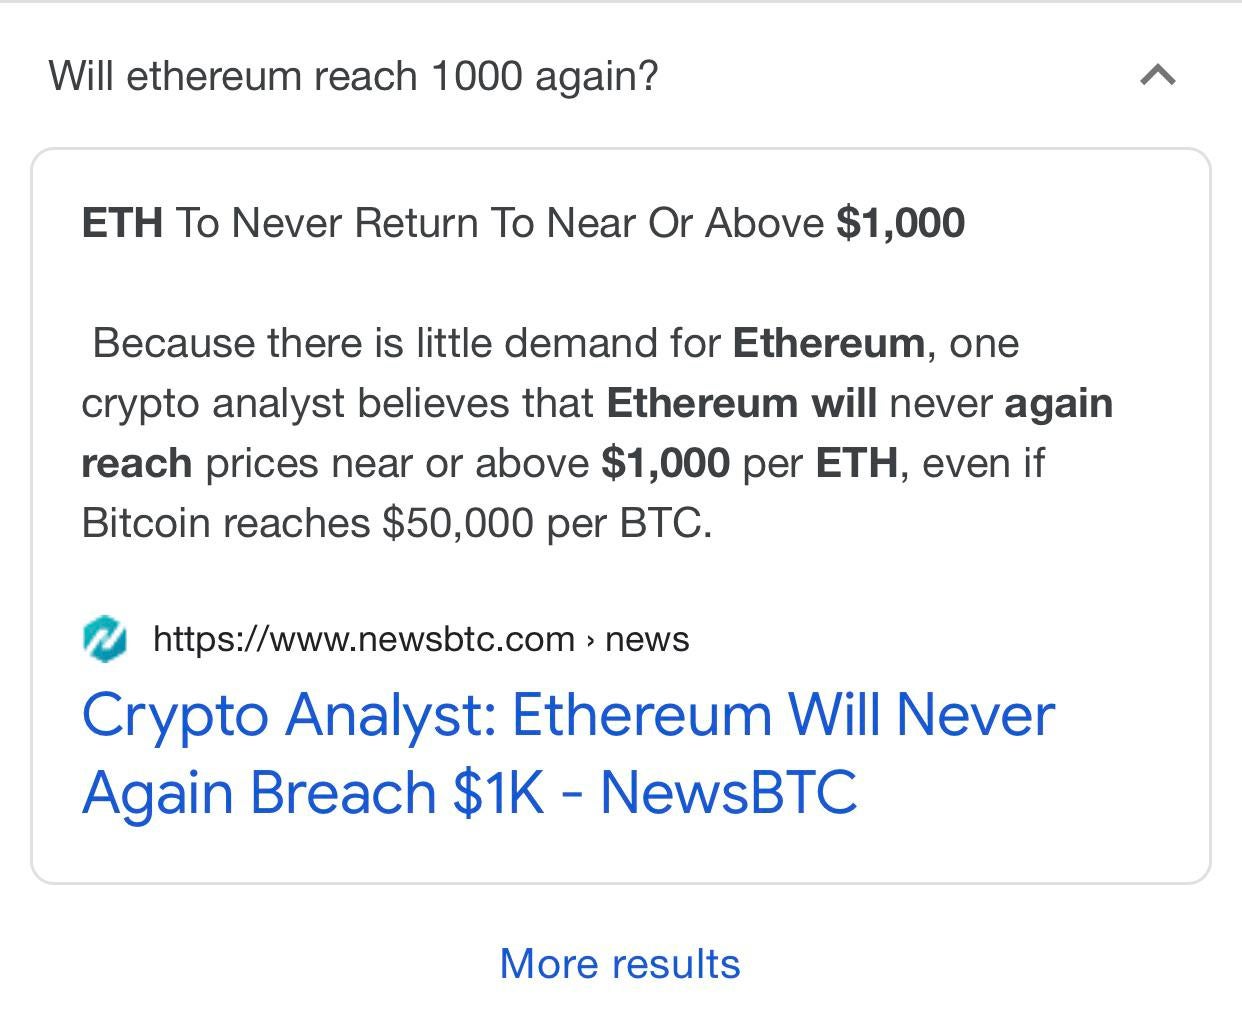 Will ethereum reach 1000 again?
ETH To Never Return To Near Or Above $1,000
Because there is little demand for Ethereum, one
crypto analyst believes that Ethereum will never again
reach prices near or above $1,000 per ETH, even if
Bitcoin reaches $50,000 per BTC.
https://www.newsbtc.com › news
Crypto Analyst: Ethereum Will Never
Again Breach $1K - NewsBTC
More results